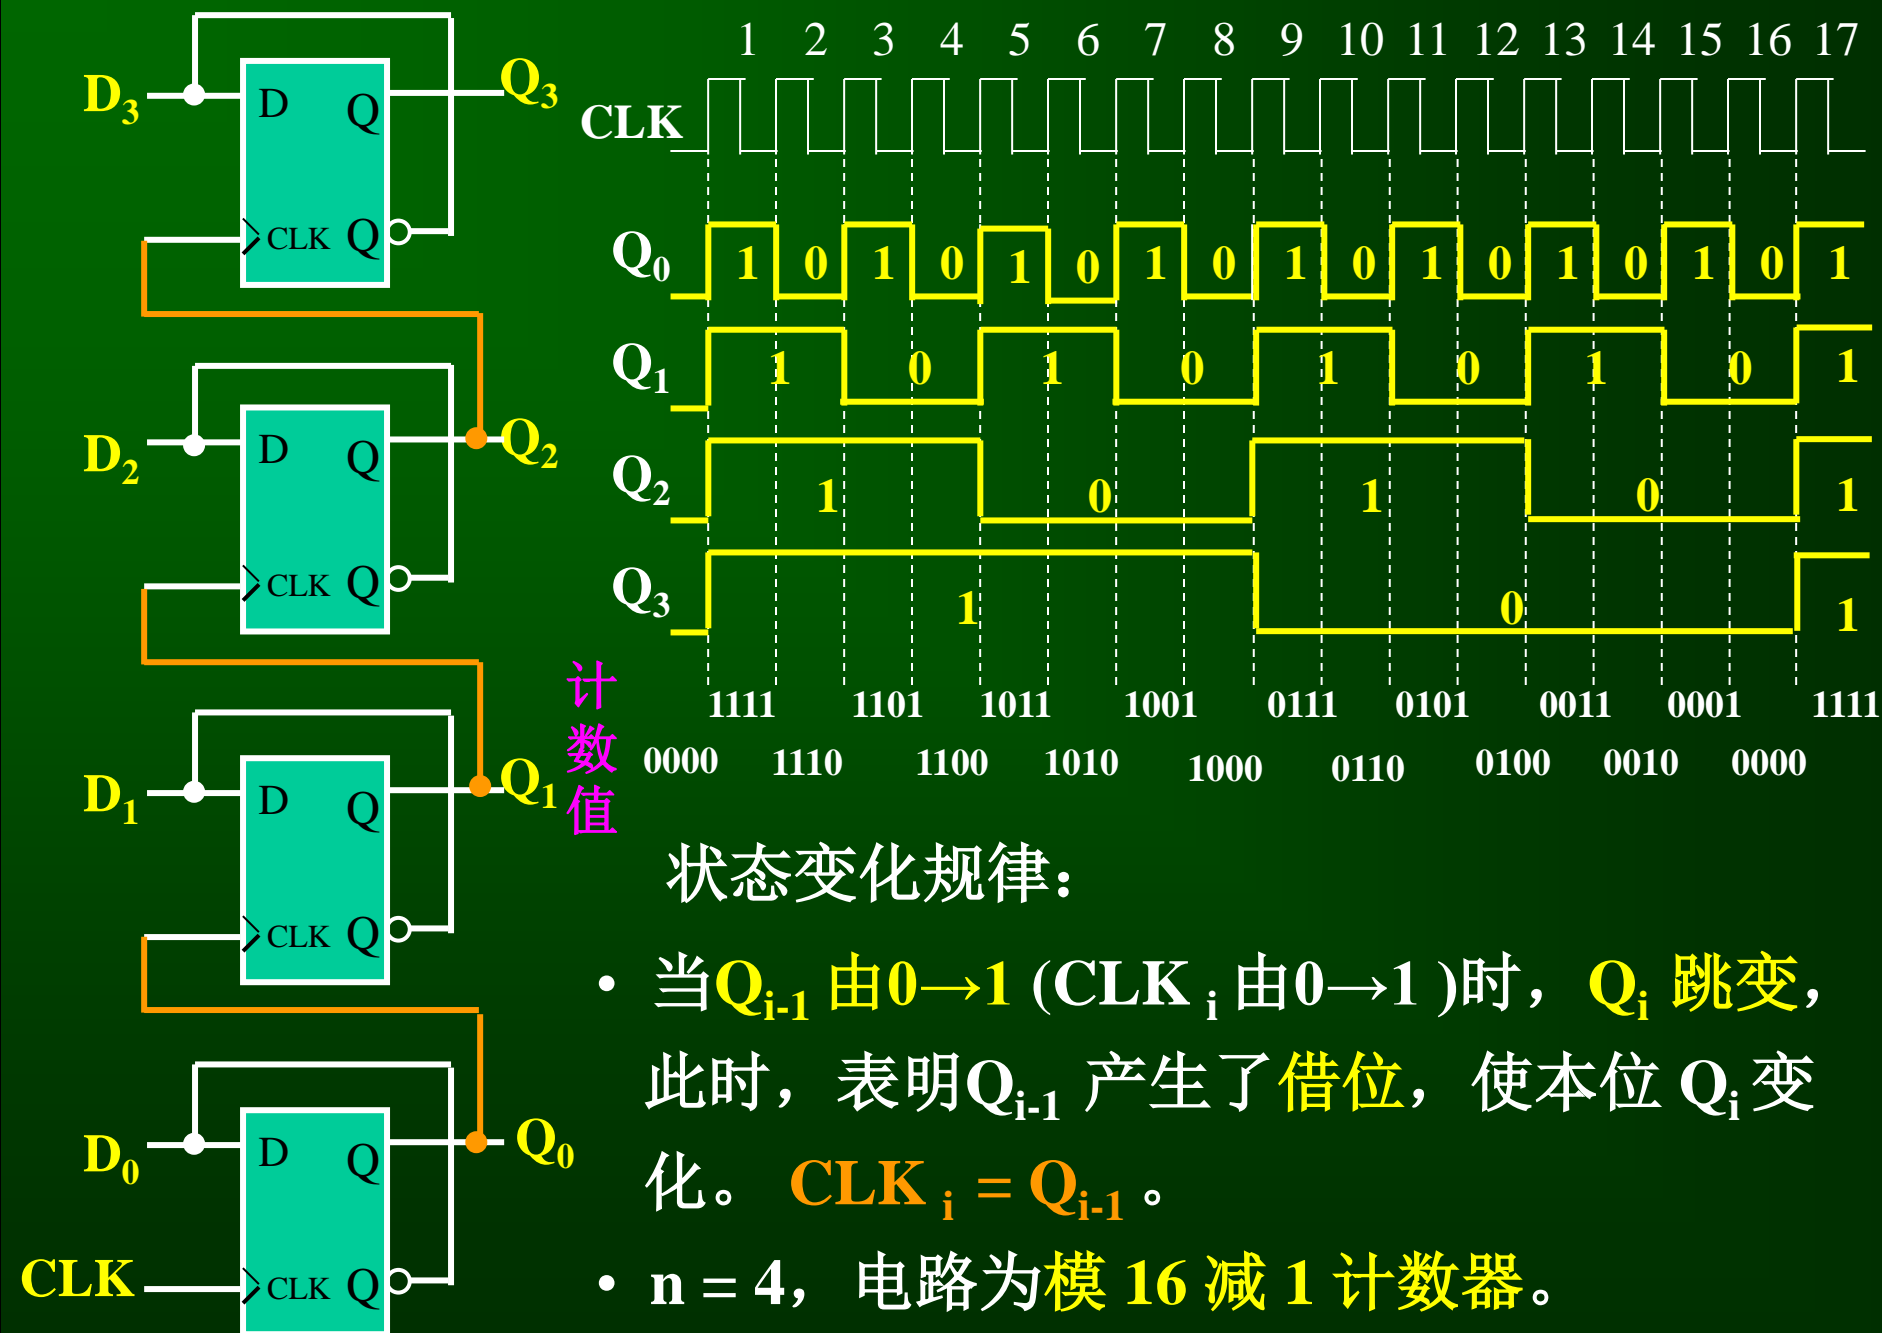 D3 D Q Q3
CLK Q
D2 D Q Q2
CLK Q
D1 D Q Q1
CLK Q
D0 D Q Q0
CLK CLK Q
1 2 3 4 5 6 7 8 9 10 11 12 13 14 15 16 17
CLK
Q0 1 0 1 0 1 0 1 0 1 0 1 0 1 0 1 0 1
Q1 1 0 1 0 1 0 1 0 1
Q2 1 0 1 0 1
Q3 1 0 1
计数值
1111 1101 1011 1001 0111 0101 0011 0001 1111
0000 1110 1100 1010 1000 0110 0100 0010 0000
状态变化规律：
• 当Qi-1 由0→1 (CLK i 由0→1 )时，Qi 跳变，
此时，表明Qi-1 产生了借位，使本位 Qi 变
化。 CLK i = Qi-1 。
• n = 4，电路为模 16 减 1 计数器。